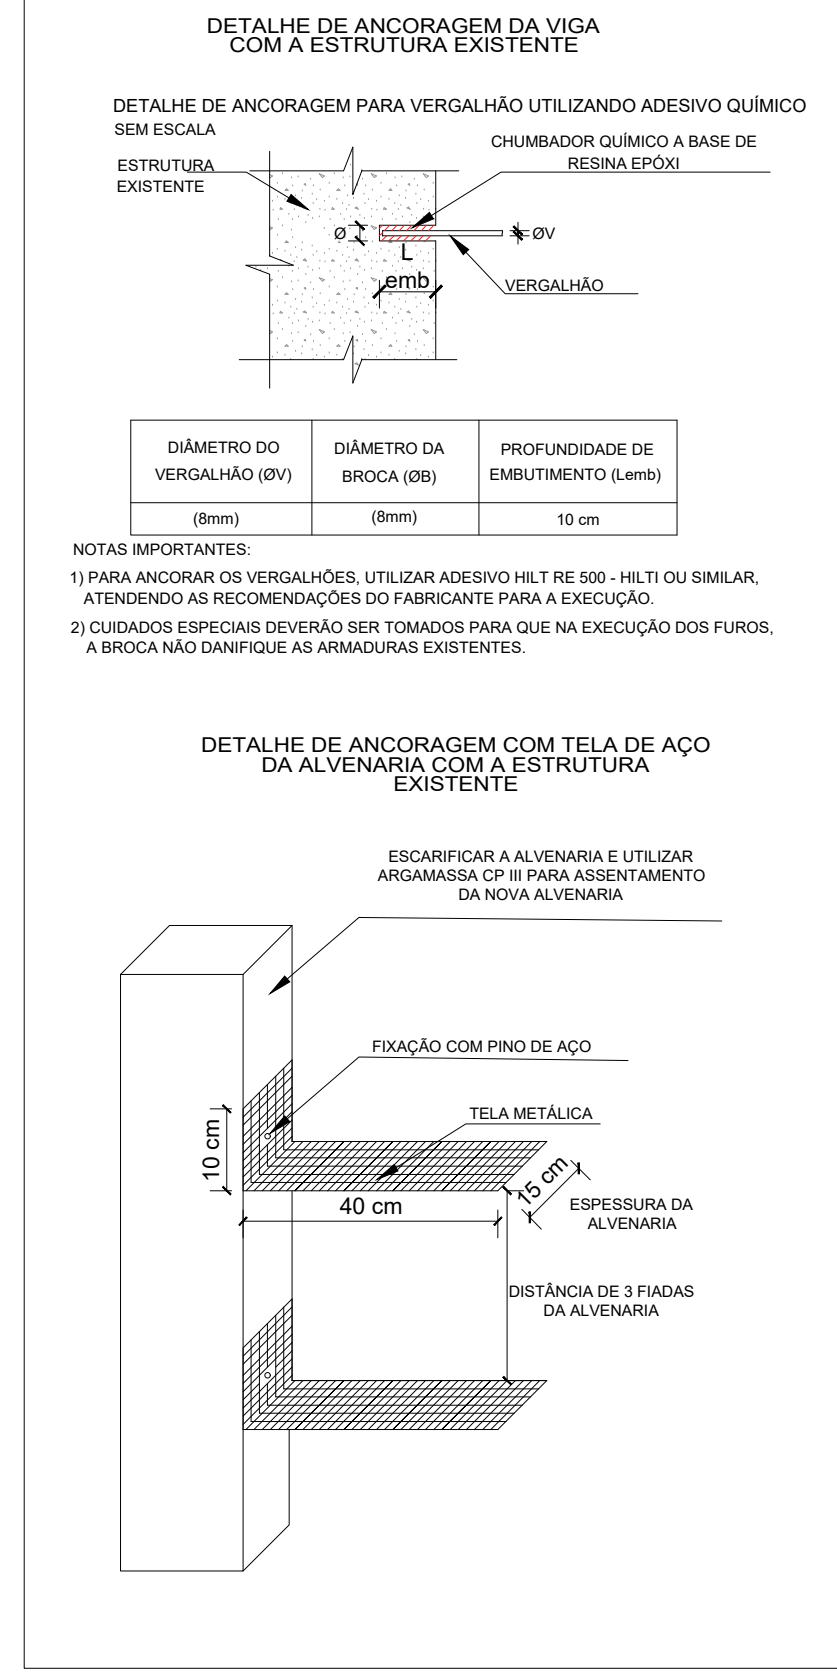 DETALHE DE ANCORAGEM DA VIGA
COM A ESTRUTURA EXISTENTE
DETALHE DE ANCORAGEM PARA VERGALHÃO UTILIZANDO ADESIVO QUÍMICO
SEM ESCALA
CHUMBADOR QUÍMICO A BASE DE
RESINA EPÓXI
ESTRUTURA
EXISTENTE
Ø
ØV
L
emb
VERGALHÃO
DIÂMETRO DO
VERGALHÃO (ØV)
DIÂMETRO DA
BROCA (ØB)
PROFUNDIDADE DE
EMBUTIMENTO (Lemb)
(8mm)
(8mm)
10 cm
NOTAS IMPORTANTES:
1) PARA ANCORAR OS VERGALHÕES, UTILIZAR ADESIVO HILT RE 500 - HILTI OU SIMILAR,
ATENDENDO AS RECOMENDAÇÕES DO FABRICANTE PARA A EXECUÇÃO.
2) CUIDADOS ESPECIAIS DEVERÃO SER TOMADOS PARA QUE NA EXECUÇÃO DOS FUROS,
A BROCA NÃO DANIFIQUE AS ARMADURAS EXISTENTES.
DETALHE DE ANCORAGEM COM TELA DE AÇO
DA ALVENARIA COM A ESTRUTURA
EXISTENTE
ESCARIFICAR A ALVENARIA E UTILIZAR
ARGAMASSA CP III PARA ASSENTAMENTO
DA NOVA ALVENARIA
FIXAÇÃO COM PINO DE AÇO
TELA METÁLICA
10 cm
40 cm
15 cm
ESPESSURA DA
ALVENARIA
DISTÂNCIA DE 3 FIADAS
DA ALVENARIA